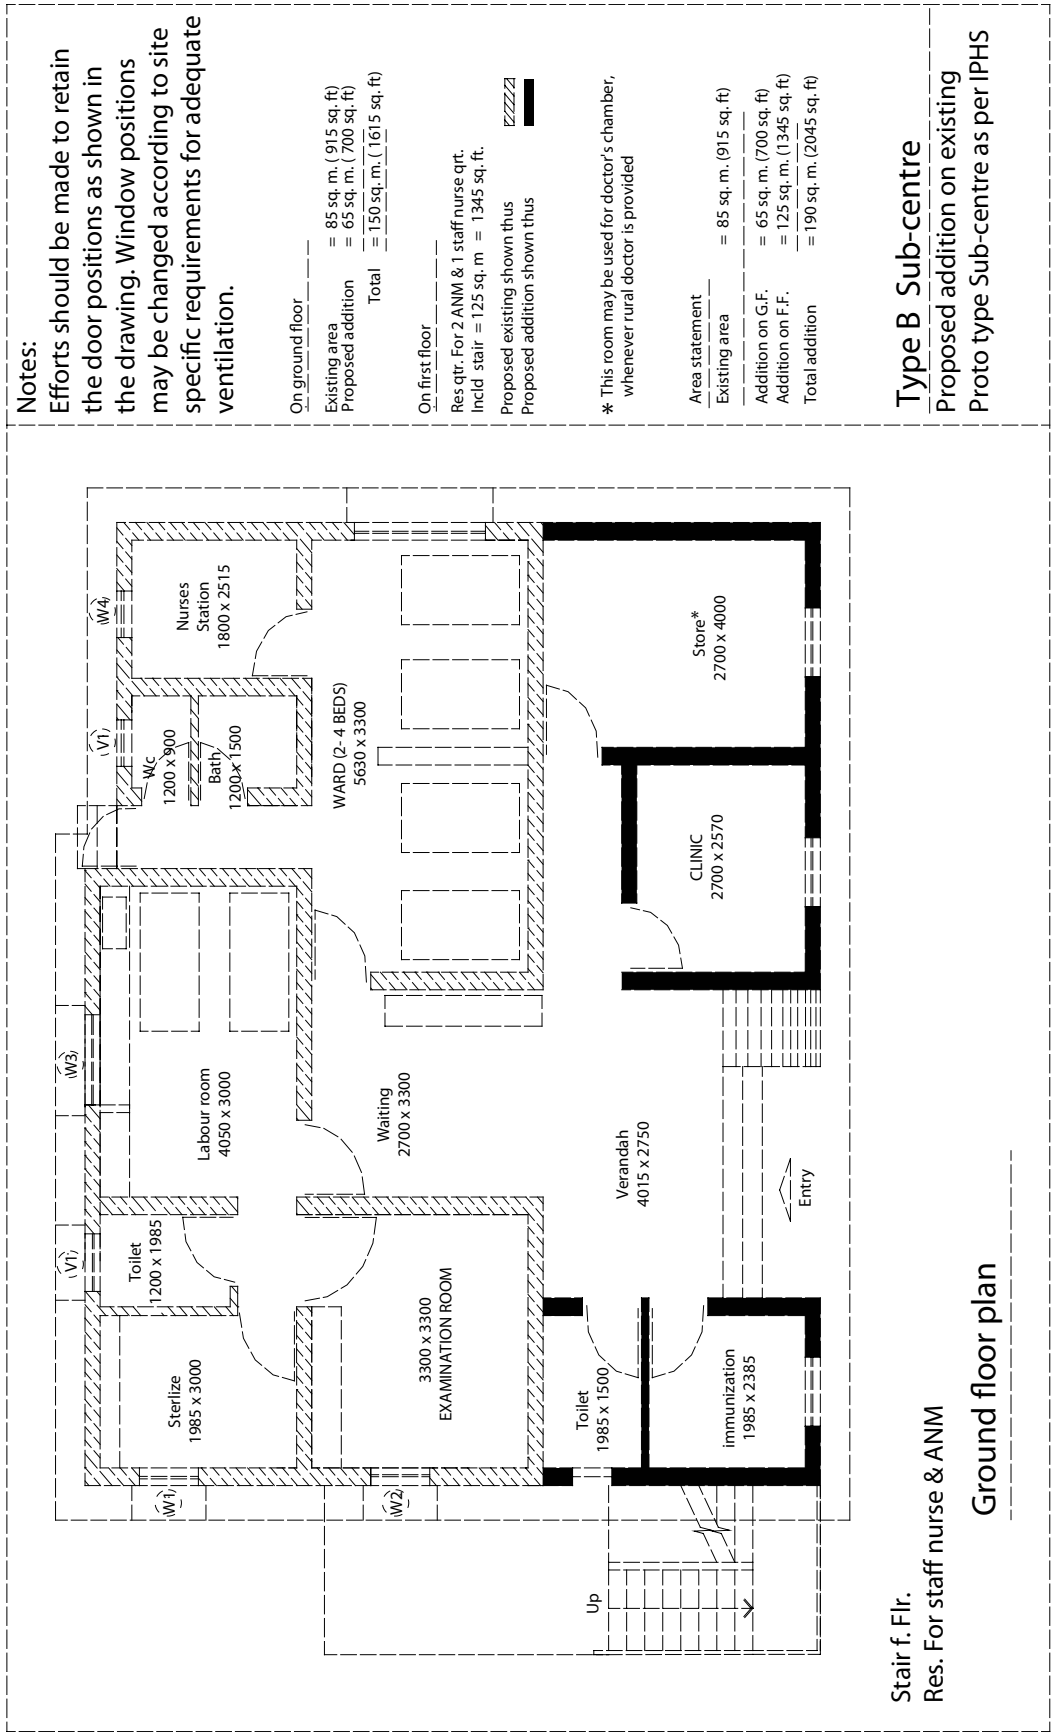 Notes:
Efforts should be made to retain
the door positions as shown in
the drawing. Window positions
may be changed according to site
specific requirements for adequate
ventilation.
On ground floor
Existing area = 85 sq. m. ( 915 sq. ft)
Proposed addition = 65 sq. m. ( 700 sq. ft)
Total = 150 sq. m. ( 1615 sq. ft)
On first floor
Res qtr. For 2 ANM & 1 staff nurse qrt.
Incld stair = 125 sq. m = 1345 sq. ft.
Proposed existing shown thus
Proposed addition shown thus
* This room may be used for doctor's chamber,
whenever rural doctor is provided
Area statement
Existing area = 85 sq. m. (915 sq. ft)
Addition on G.F. = 65 sq. m. (700 sq. ft)
Addition on F.F. = 125 sq. m. (1345 sq. ft)
Total addition = 190 sq. m. (2045 sq. ft)
Type B Sub-centre
Proposed addition on existing
Proto type Sub-centre as per IPHS
V1
W3
V1
W4
Sterlize
1985 x 3000
Toilet
1200 x 1985
Labour room
4050 x 3000
Wc
1200 x 900
Bath
1200 x 1500
Nurses
Station
1800 x 2515
W1
W2
3300 x 3300
EXAMINATION ROOM
Waiting
2700 x 3300
WARD (2- 4 BEDS)
5630 x 3300
Toilet
1985 x 1500
immunization
1985 x 2385
Verandah
4015 x 2750
CLINIC
2700 x 2570
Store*
2700 x 4000
Up
Entry
Stair f. Flr.
Res. For staff nurse & ANM
Ground floor plan